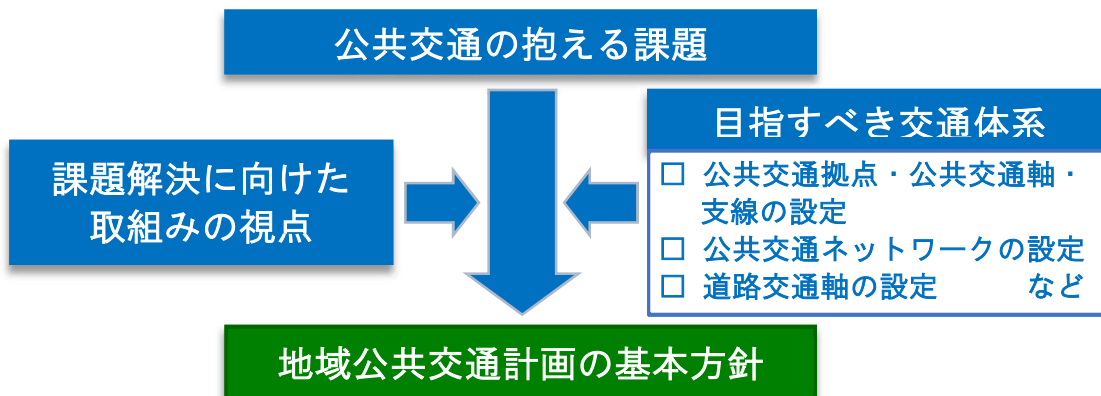 公共交通の抱える課題
課題解決に向けた
取組みの視点
目指すべき交通体系
□ 公共交通拠点・公共交通軸・
支線の設定
□ 公共交通ネットワークの設定
□ 道路交通軸の設定　　　など
地域公共交通計画の基本方針